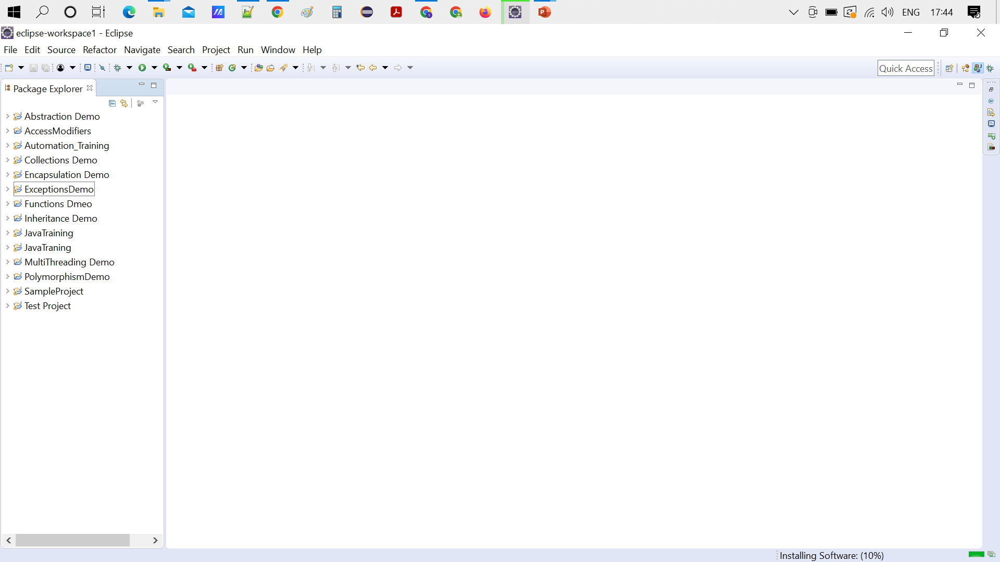 ENG 17:44
eclipse-workspace1 - Eclipse
File Edit Source Refactor Navigate Search Project Run Window Help
Quick Access
Package Explorer
Abstraction Demo
AccessModifiers
Automation_Training
Collections Demo
Encapsulation Demo
ExceptionsDemo
Functions Dmeo
Inheritance Demo
JavaTraining
JavaTraning
MultiThreading Demo
PolymorphismDemo
SampleProject
Test Project
Installing Software: (10%)